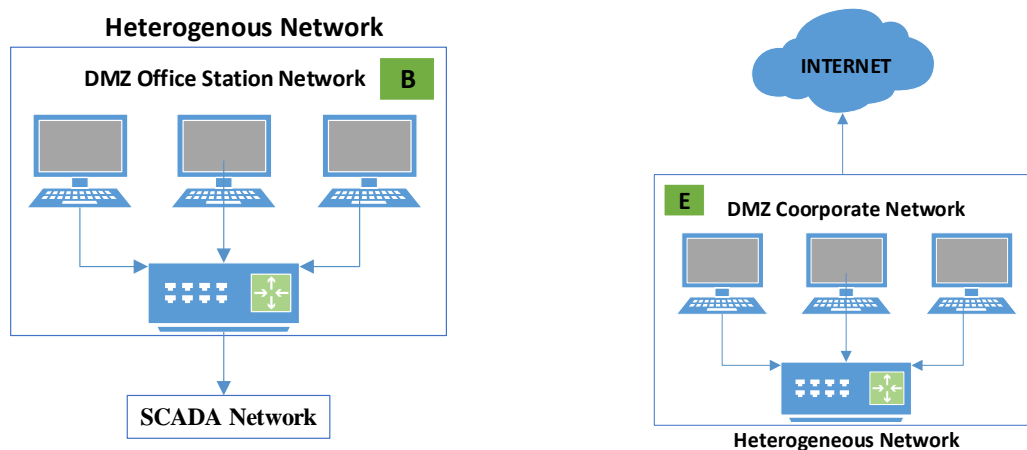 Heterogenous Network
DMZ Office Station Network
B
SCADA Network
INTERNET
E
DMZ Coorporate Network
Heterogeneous Network